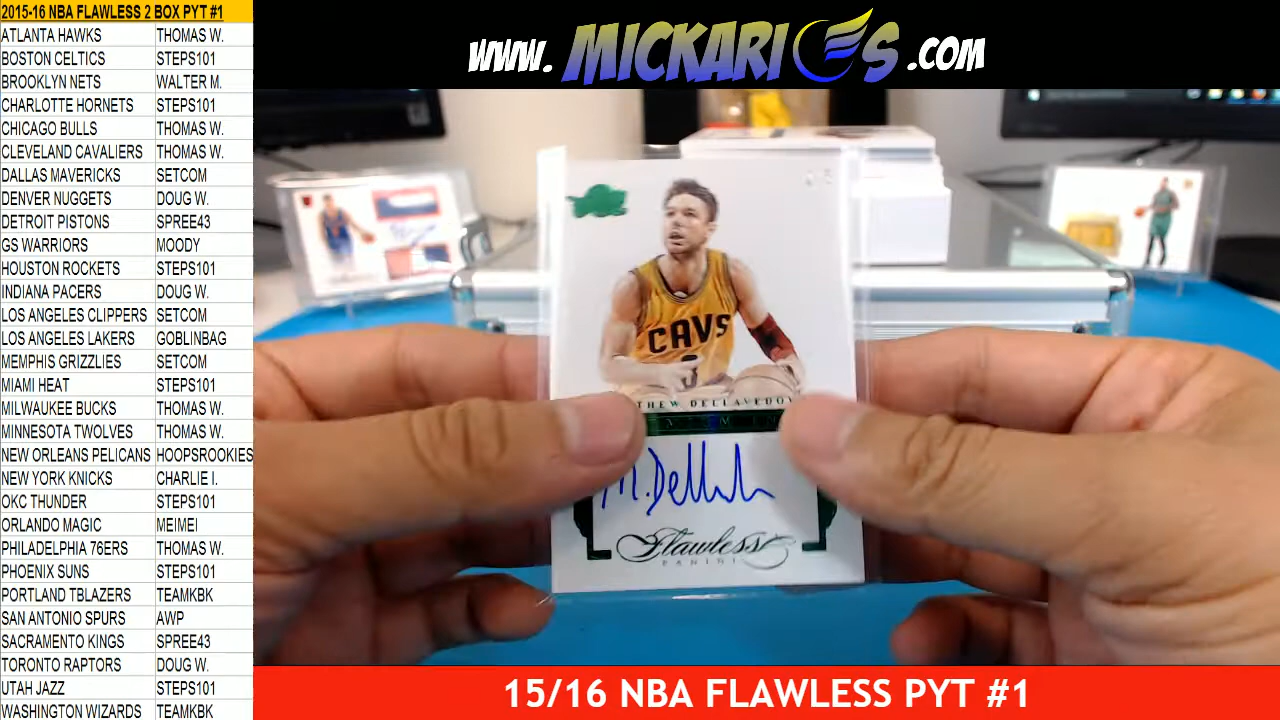 2015-16 NBA FLAWLESS 2 BOX PYT #1
ATLANTA HAWKS THOMAS W.
BOSTON CELTICS STEPS101
BROOKLYN NETS WALTER M.
CHARLOTTE HORNETS STEPS101
CHICAGO BULLS THOMAS W.
CLEVELAND CAVALIERS THOMAS W.
DALLAS MAVERICKS SETCOM
DENVER NUGGETS DOUG W.
DETROIT PISTONS SPREE43
GS WARRIORS MOODY
HOUSTON ROCKETS STEPS101
INDIANA PACERS DOUG W.
LOS ANGELES CLIPPERS SETCOM
LOS ANGELES LAKERS GOBLINBAG
MEMPHIS GRIZZLIES SETCOM
MIAMI HEAT STEPS101
MILWAUKEE BUCKS THOMAS W.
MINNESOTA TWOLVES THOMAS W.
NEW ORLEANS PELICANS HOOPSROOKIES
NEW YORK KNICKS CHARLIE I.
OKC THUNDER STEPS101
ORLANDO MAGIC MEIMEI
PHILADELPHIA 76ERS THOMAS W.
PHOENIX SUNS STEPS101
PORTLAND TBLAZERS TEAMKBK
SAN ANTONIO SPURS AWP
SACRAMENTO KINGS SPREE43
TORONTO RAPTORS DOUG W.
UTAH JAZZ STEPS101
WASHINGTON WIZARDS TEAMKBK
www.MICKARIOS.com
CAVS
THEW DELLAVEDOV
M. Dell
Flawless
PANINI
15/16 NBA FLAWLESS PYT #1